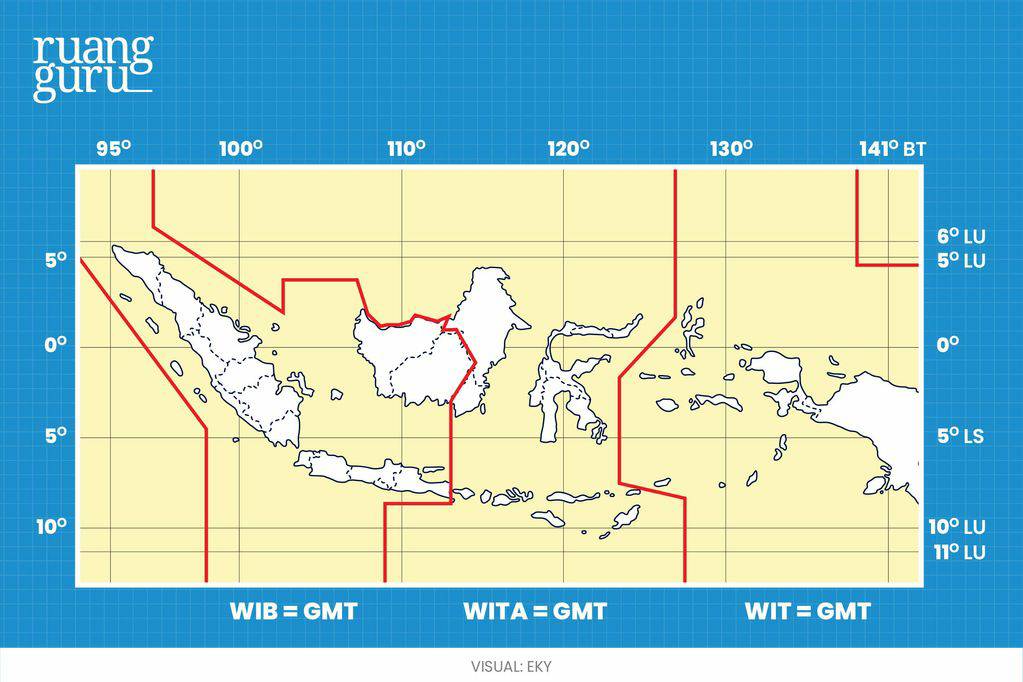 ruang
guru
95° 100° 110° 120° 130° 141° BT
6° LU
5° 5° LU
0° 0°
5° 5° LS
10° 10° LU
11° LU
WIB = GMT WITA = GMT WIT = GMT
VISUAL: EKY